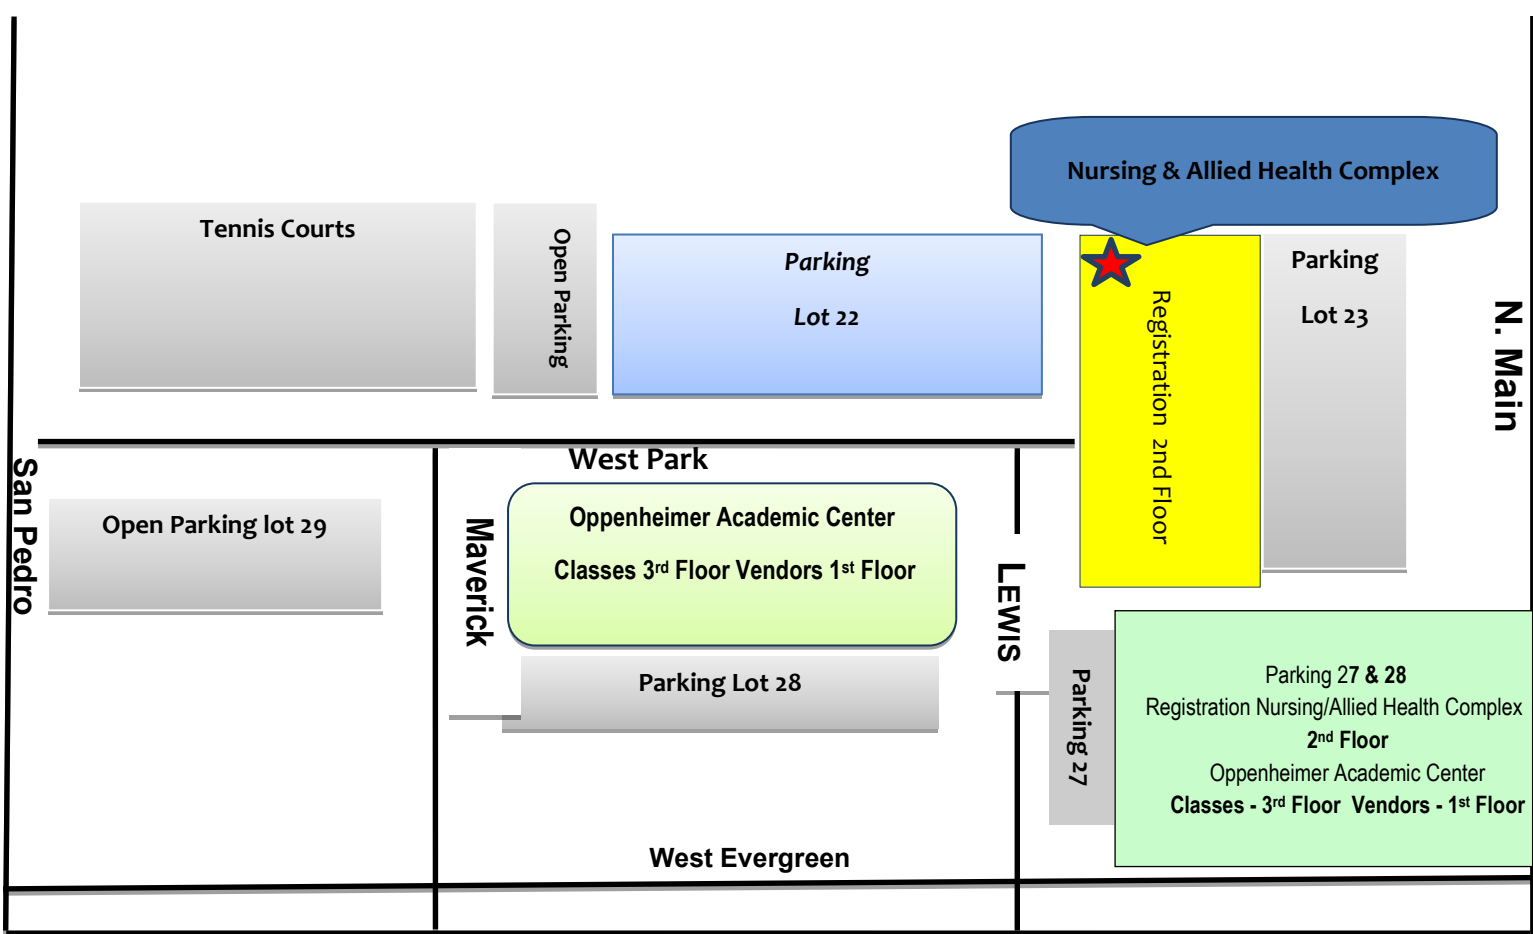 Nursing & Allied Health Complex
Tennis Courts
Open Parking
Parking
Lot 22
Registration 2nd Floor
Parking
Lot 23
N. Main
West Park
San Pedro
Open Parking lot 29
Maverick
Oppenheimer Academic Center
Classes 3rd Floor Vendors 1st Floor
LEWIS
Parking Lot 28
Parking 27
Parking 27 & 28
Registration Nursing/Allied Health Complex
2nd Floor
Oppenheimer Academic Center
Classes - 3rd Floor Vendors - 1st Floor
West Evergreen